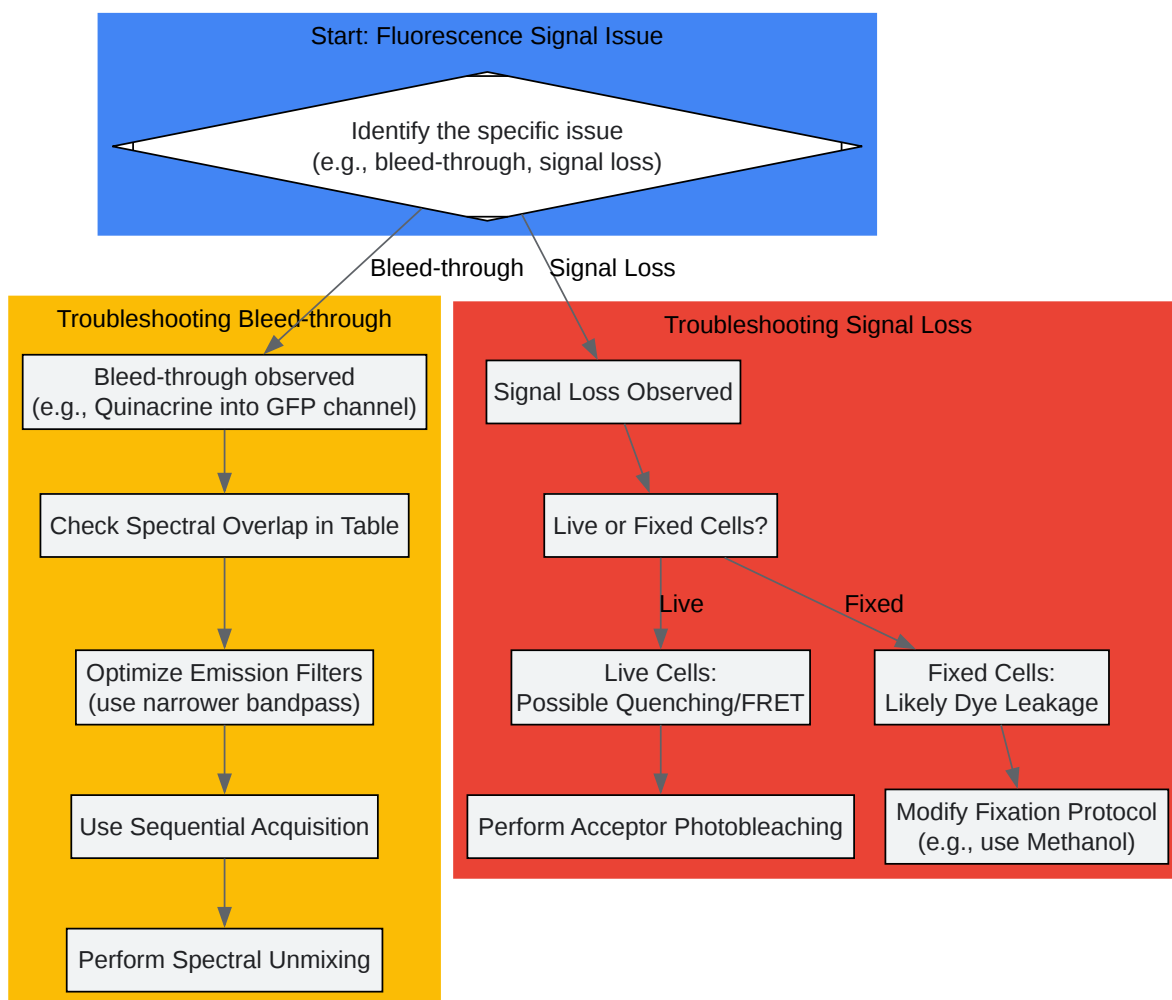 Start: Fluorescence Signal Issue
Identify the specific issue
(e.g., bleed-through, signal loss)
Bleed-through
Signal Loss
Troubleshooting Bleed-through
Bleed-through observed
(e.g., Quinacrine into GFP channel)
Check Spectral Overlap in Table
Optimize Emission Filters
(use narrower bandpass)
Use Sequential Acquisition
Perform Spectral Unmixing
Troubleshooting Signal Loss
Signal Loss Observed
Live or Fixed Cells?
Live
Fixed
Live Cells:
Possible Quenching/FRET
Fixed Cells:
Likely Dye Leakage
Perform Acceptor Photobleaching
Modify Fixation Protocol
(e.g., use Methanol)